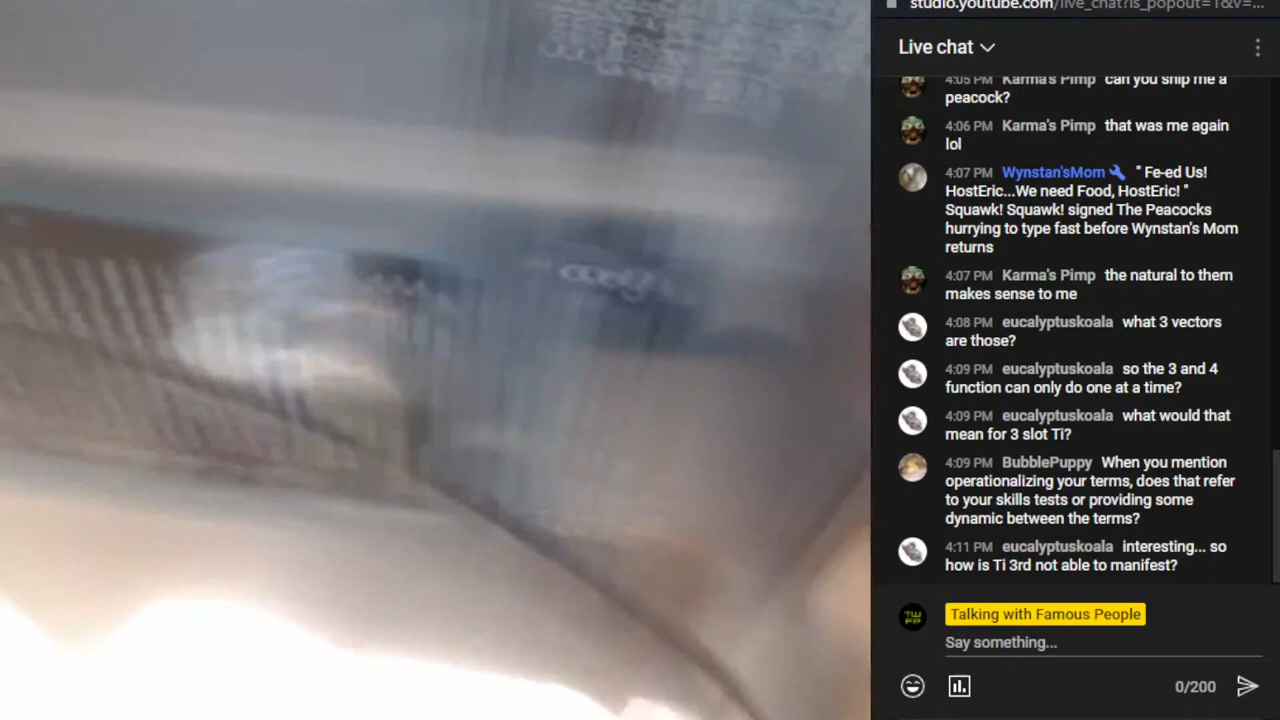 studio.youtube.com/live_chat?is_popout=1&v=...
Live chat
4:05 PM Karma's Pimp can you ship me a
peacock?
4:06 PM Karma's Pimp that was me again
lol
4:07 PM Wynstan'sMom " Fe-ed Us!
HostEric...We need Food, HostEric! "
Squawk! Squawk! signed The Peacocks
hurrying to type fast before Wynstan's Mom
returns
4:07 PM Karma's Pimp the natural to them
makes sense to me
4:08 PM eucalyptuskoala what 3 vectors
are those?
4:09 PM eucalyptuskoala so the 3 and 4
function can only do one at a time?
4:09 PM eucalyptuskoala what would that
mean for 3 slot Ti?
4:09 PM BubblePuppy When you mention
operationalizing your terms, does that refer
to your skills tests or providing some
dynamic between the terms?
4:11 PM eucalyptuskoala interesting... so
how is Ti 3rd not able to manifest?
TW
FP
Talking with Famous People
Say something...
0/200